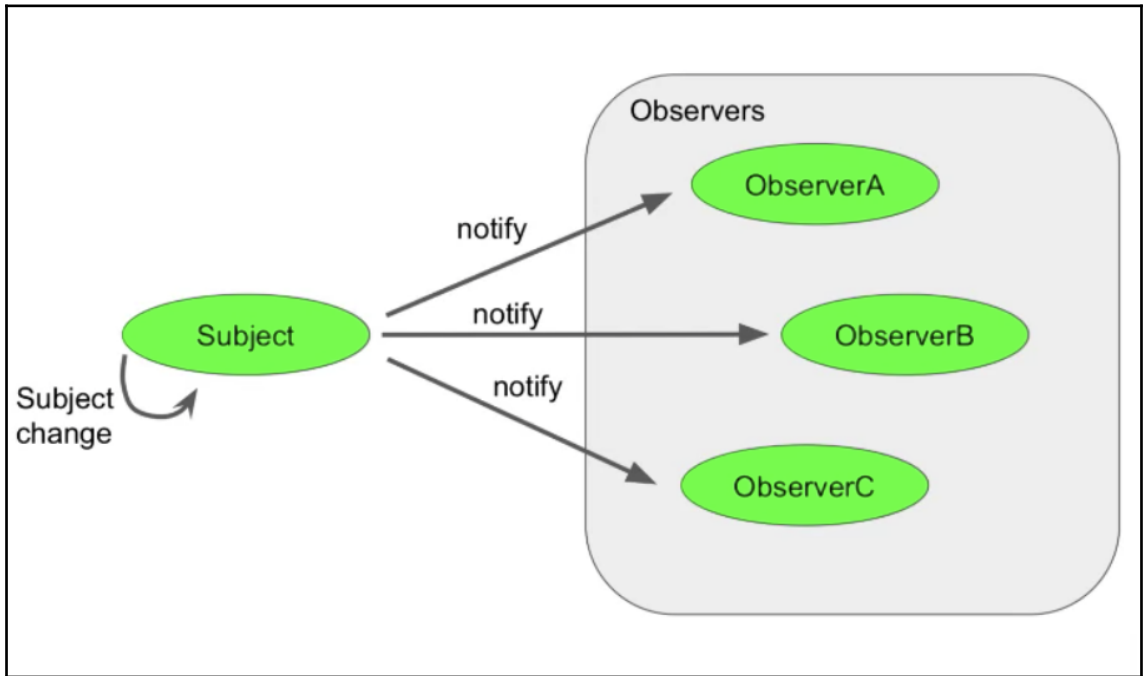 Observers
ObserverA
notify
notify
Subject
ObserverB
notify
Subject
change
ObserverC